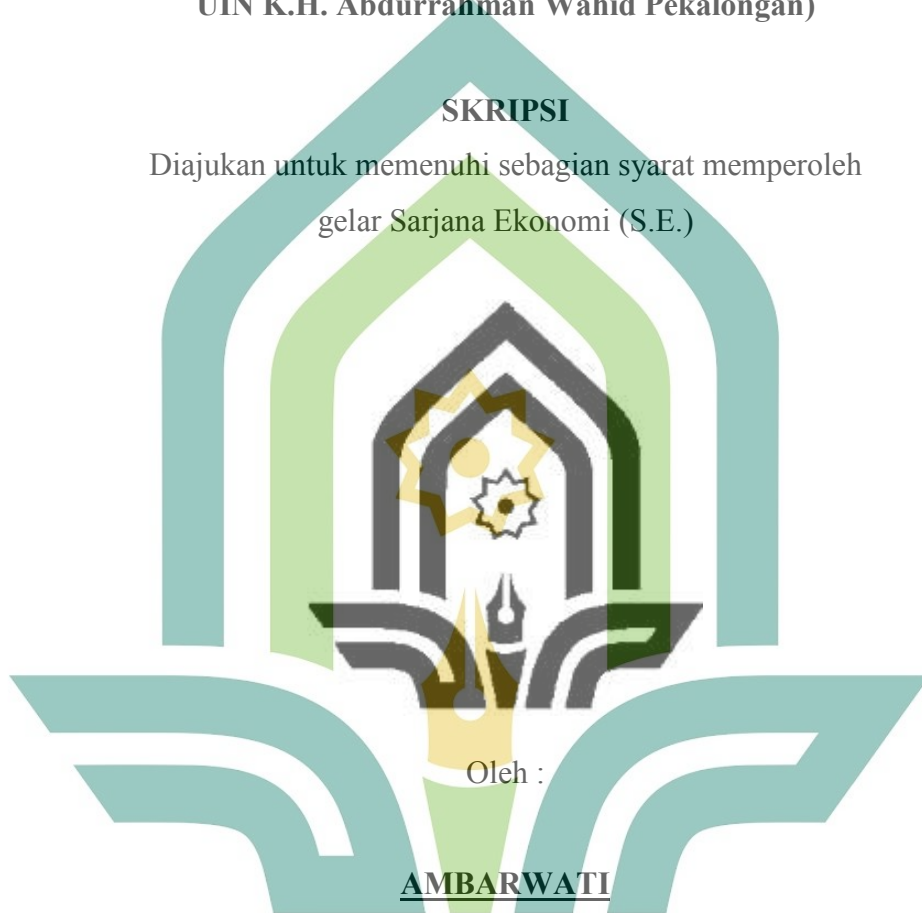 UIN K.H. Abdurrahman Wahid Pekalongan)
SKRIPSI
Diajukan untuk memenuhi sebagian syarat memperoleh
gelar Sarjana Ekonomi (S.E.)
Oleh :
AMBARWATI